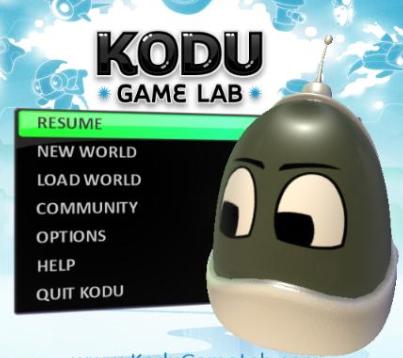 KODU
GAME LAB
RESUME
NEW WORLD
LOAD WORLD
COMMUNITY
OPTIONS
HELP
QUIT KODU